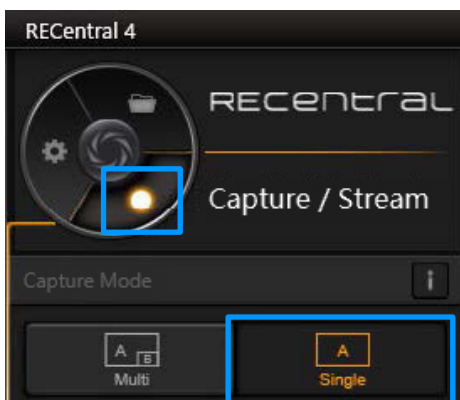 RECentral 4
RECentral
Capture / Stream
Capture Mode
i
A B
Multi
A
Single